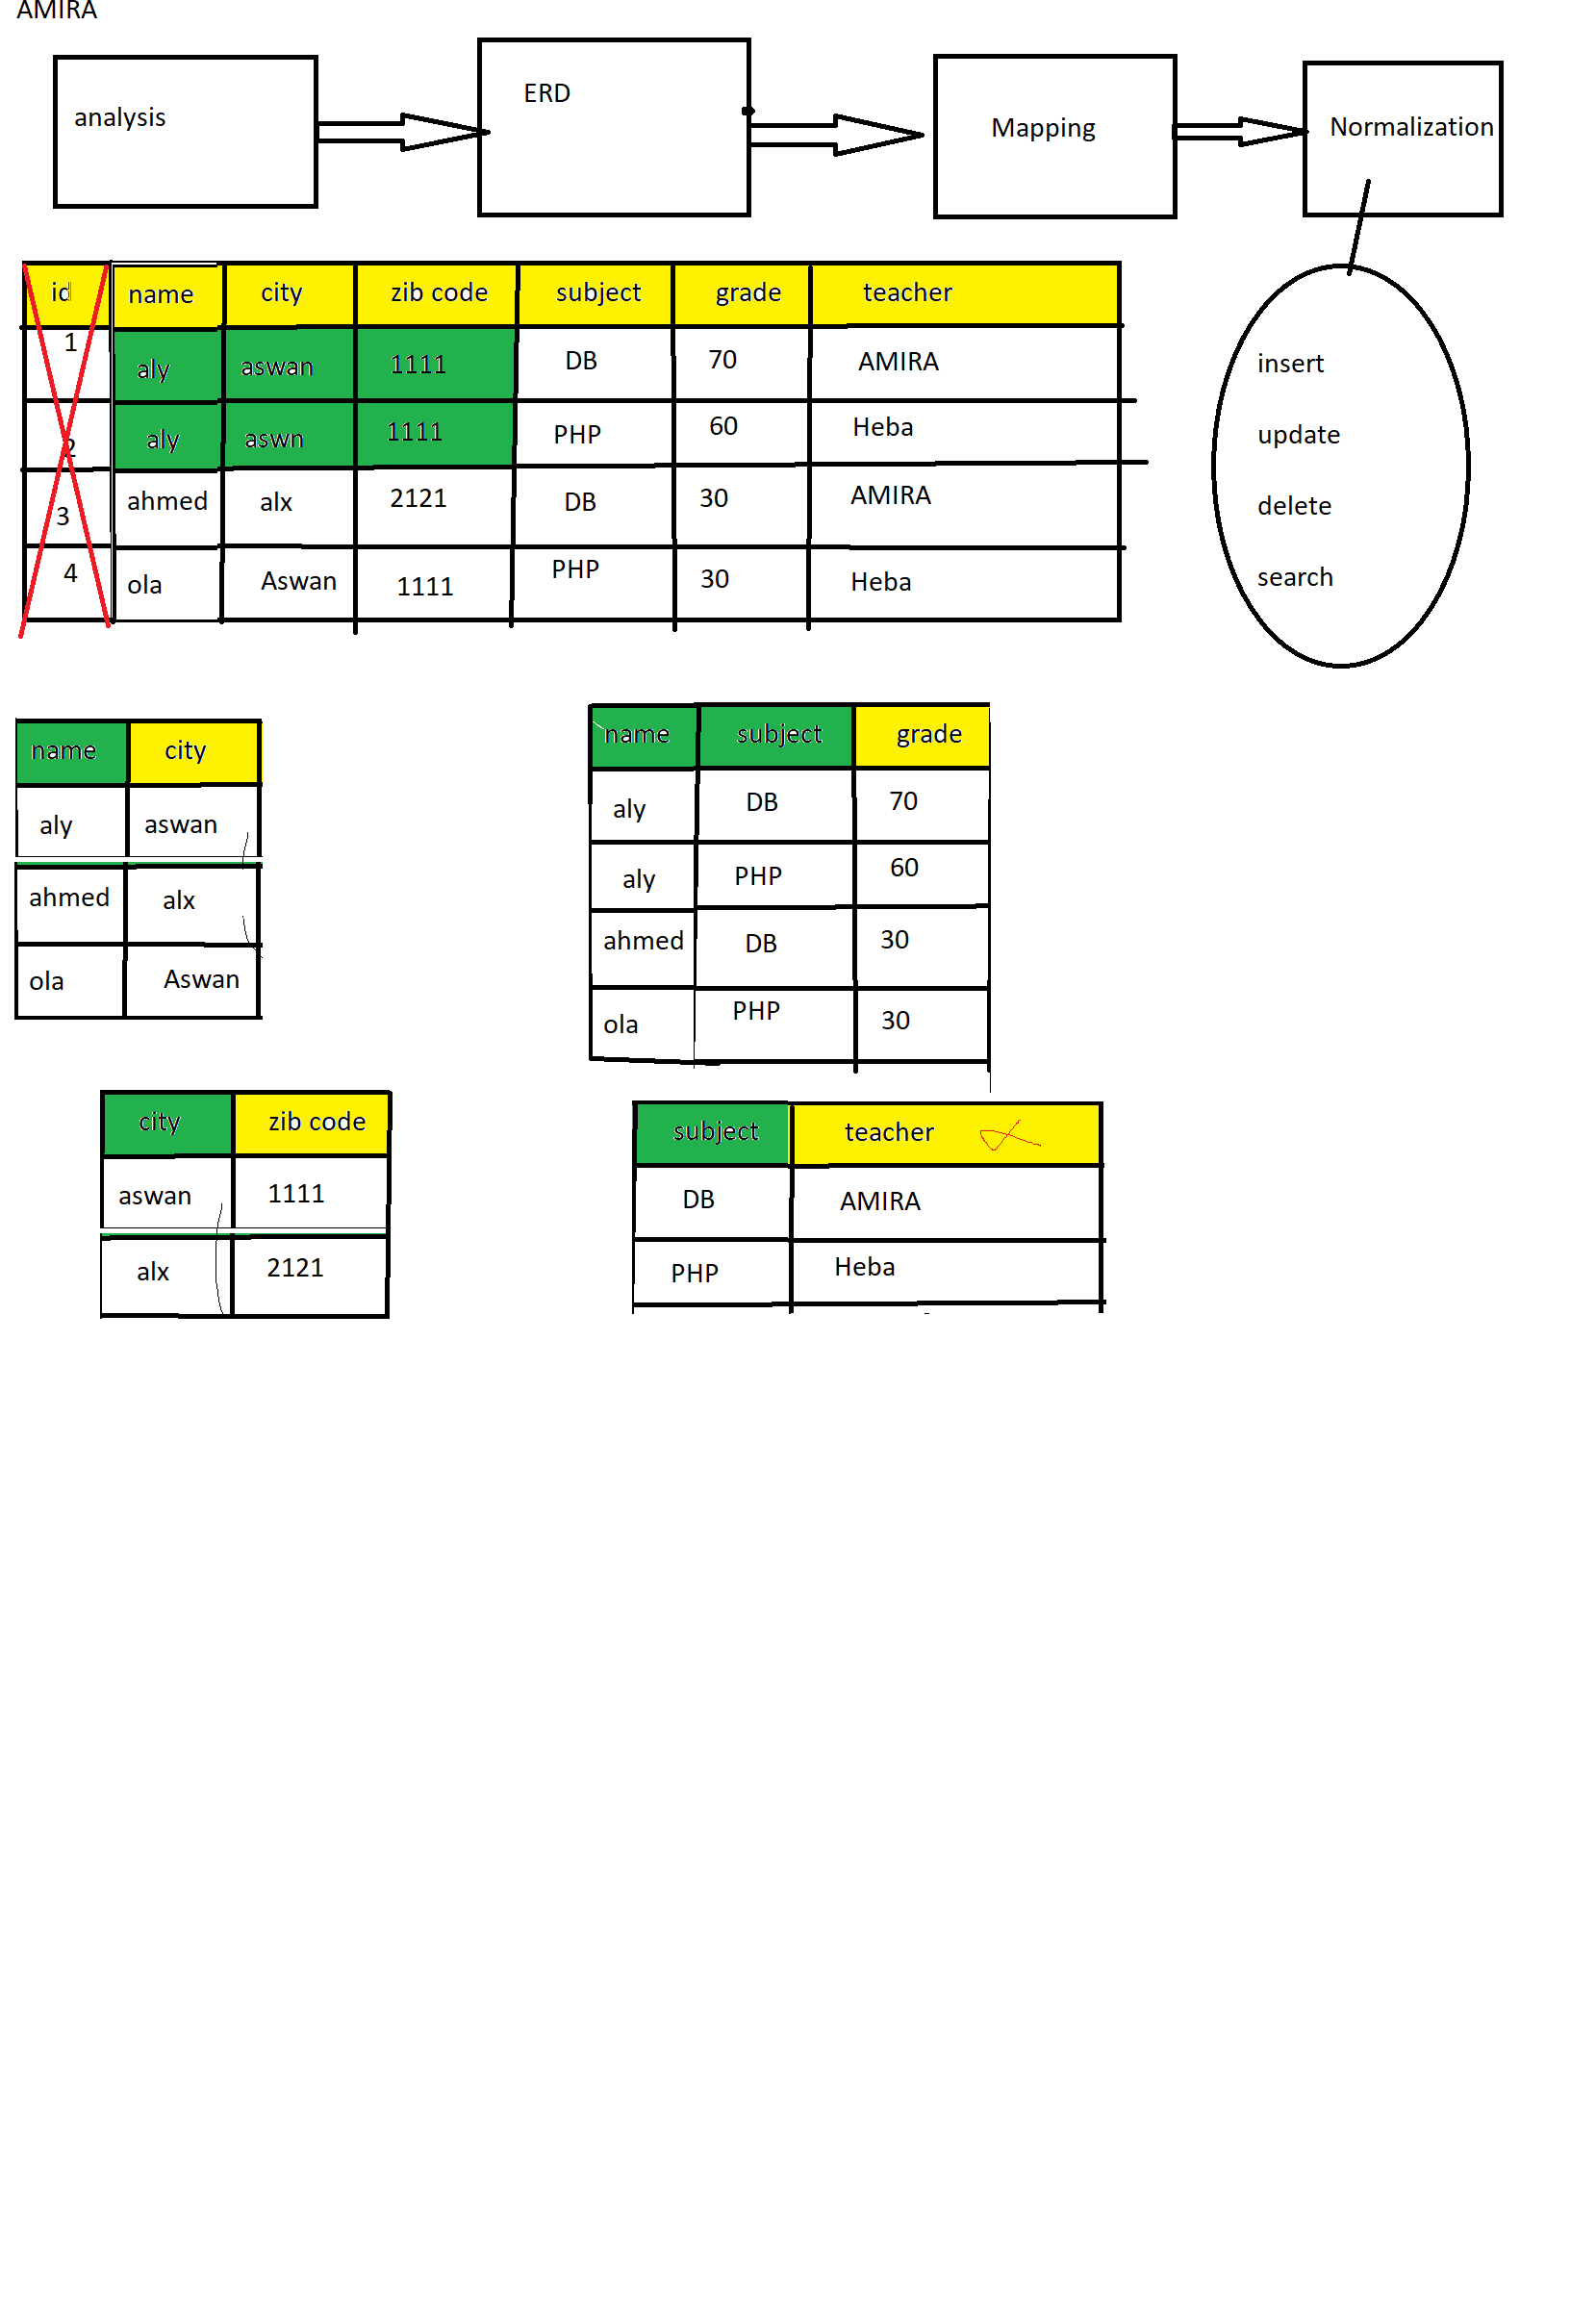 AMIRA
analysis
ERD
Mapping
Normalization
id name city zib code subject grade teacher
1 aly aswan 1111 DB 70 AMIRA
2 aly aswn 1111 PHP 60 Heba
3 ahmed alx 2121 DB 30 AMIRA
4 ola Aswan 1111 PHP 30 Heba
insert
update
delete
search
name city
aly aswan
ahmed alx
ola Aswan
name subject grade
aly DB 70
aly PHP 60
ahmed DB 30
ola PHP 30
city zib code
aswan 1111
alx 2121
subject teacher
DB AMIRA
PHP Heba